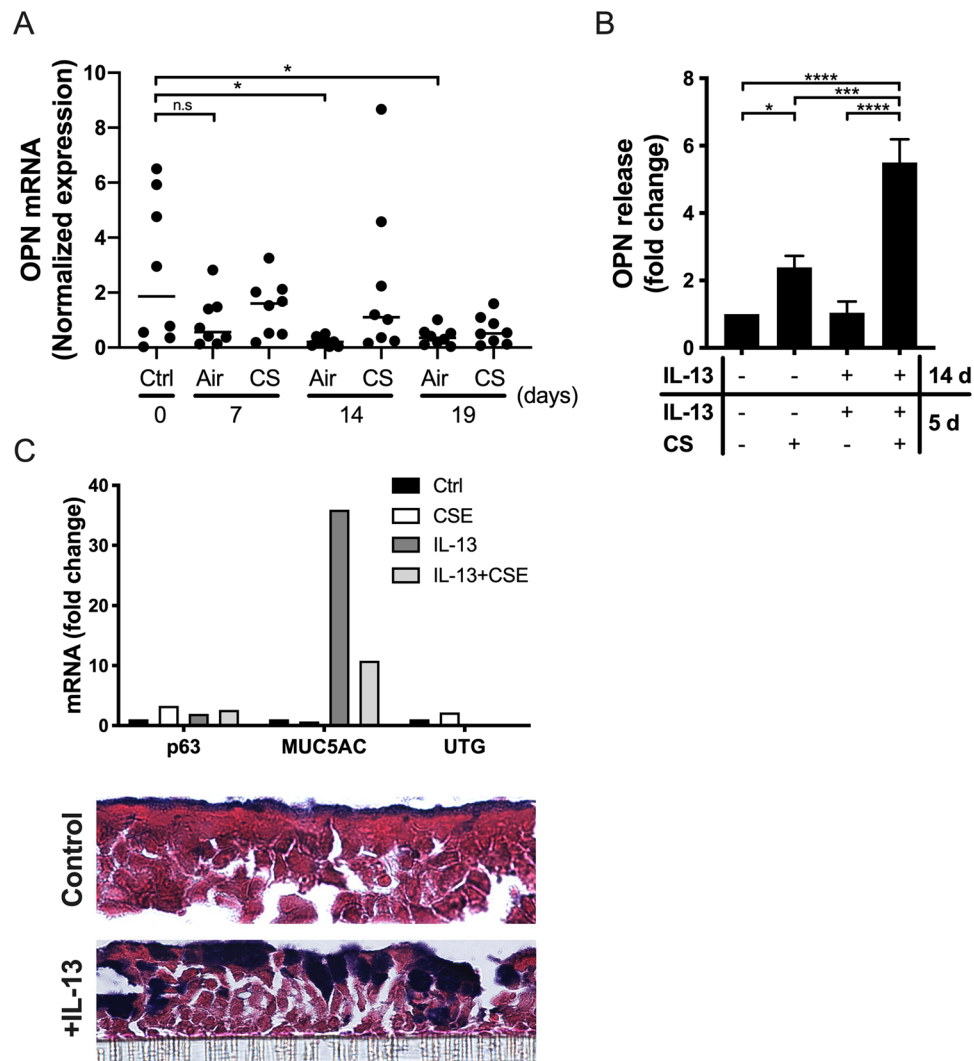 A
OPN mRNA
(Normalized expression)
10
8
6
4
2
0
*
*
n.s
Ctrl Air CS Air CS Air CS
0 7 14 19 (days)
B
OPN release
(fold change)
8
6
4
2
0
****
***
* ****
IL-13 - - + + 14 d
IL-13 - - + + 5 d
CS - + - +
C
mRNA (fold change)
40
30
20
10
0
Ctrl
CSE
IL-13
IL-13+CSE
p63 MUC5AC UTG
Control
+IL-13